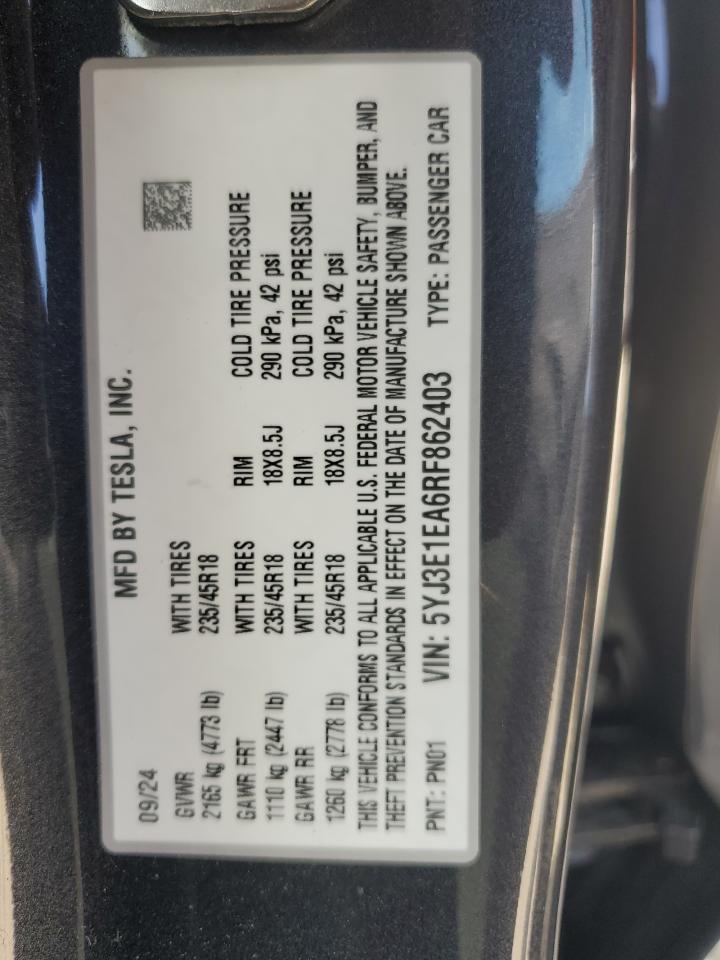 MFD BY TESLA, INC.
09/24
GVWR WITH TIRES
2165 kg (4773 lb) 235/45R18
GAWR FRT WITH TIRES RIM COLD TIRE PRESSURE
1110 kg (2447 lb) 235/45R18 18X8.5J 290 kPa, 42 psi
GAWR RR WITH TIRES RIM COLD TIRE PRESSURE
1260 kg (2778 lb) 235/45R18 18X8.5J 290 kPa, 42 psi
THIS VEHICLE CONFORMS TO ALL APPLICABLE U.S. FEDERAL MOTOR VEHICLE SAFETY, BUMPER, AND
THEFT PREVENTION STANDARDS IN EFFECT ON THE DATE OF MANUFACTURE SHOWN ABOVE.
PNT: PN01 VIN: 5YJ3E1EA6RF862403 TYPE: PASSENGER CAR